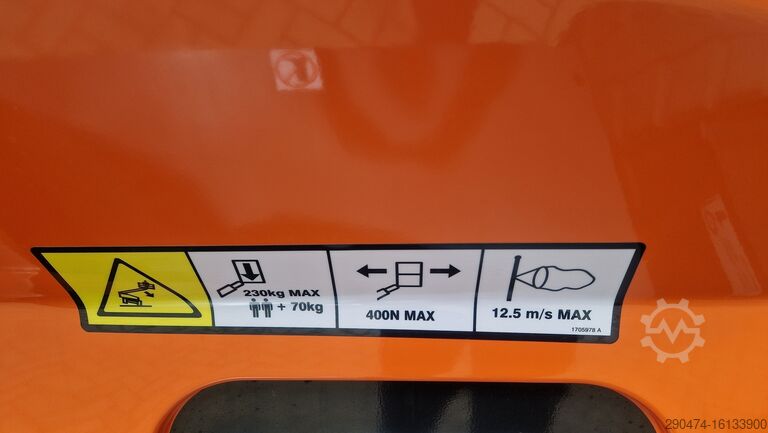 230kg MAX
+ 70kg
400N MAX
12.5 m/s MAX
1705978 A
290474-16133900